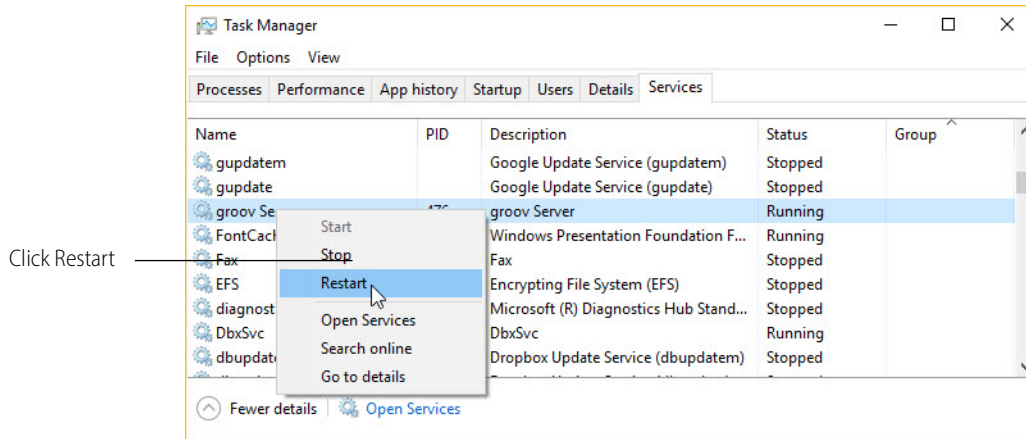 Task Manager
File Options View
Processes Performance App history Startup Users Details Services
Name PID Description Status Group
gupdatem Google Update Service (gupdatem) Stopped
gupdate Google Update Service (gupdate) Stopped
groov Se 476 groov Server Running
FontCach Windows Presentation Foundation F... Running
Fax Fax Stopped
EFS Encrypting File System (EFS) Stopped
diagnost Microsoft (R) Diagnostics Hub Stand... Stopped
DbxSvc DbxSvc Running
dbupdat Dropbox Update Service (dbupdatem) Stopped
Start
Stop
Restart
Open Services
Search online
Go to details
Click Restart
Fewer details Open Services